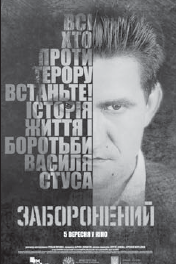 ВСІ
ХТО
ПРОТИ
ТЕРОРУ
ВСТАНЬТЕ!
ІСТОРІЯ
ЖИТТЯ І
БОРОТЬБИ
ВАСИЛЯ
СТУСА
ЗАБОРОНЕНИЙ
5 ВЕРЕСНЯ У КІНО